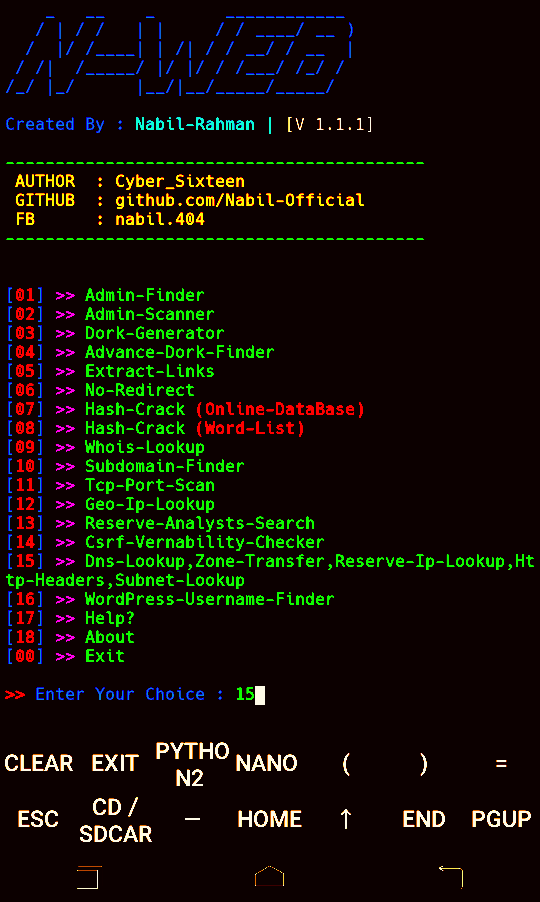 N-WEB
Created By : Nabil-Rahman | [V 1.1.1]
------------------------------------------
AUTHOR : Cyber_Sixteen
GITHUB : github.com/Nabil-Official
FB : nabil.404
------------------------------------------
[01] >> Admin-Finder
[02] >> Admin-Scanner
[03] >> Dork-Generator
[04] >> Advance-Dork-Finder
[05] >> Extract-Links
[06] >> No-Redirect
[07] >> Hash-Crack (Online-DataBase)
[08] >> Hash-Crack (Word-List)
[09] >> Whois-Lookup
[10] >> Subdomain-Finder
[11] >> Tcp-Port-Scan
[12] >> Geo-Ip-Lookup
[13] >> Reserve-Analysts-Search
[14] >> Csrf-Vernability-Checker
[15] >> Dns-Lookup,Zone-Transfer,Reserve-Ip-Lookup,Ht
tp-Headers,Subnet-Lookup
[16] >> WordPress-Username-Finder
[17] >> Help?
[18] >> About
[00] >> Exit
>> Enter Your Choice : 15
CLEAR EXIT PYTHO NANO ( ) =
N2
ESC CD / — HOME ↑ END PGUP
SDCAR